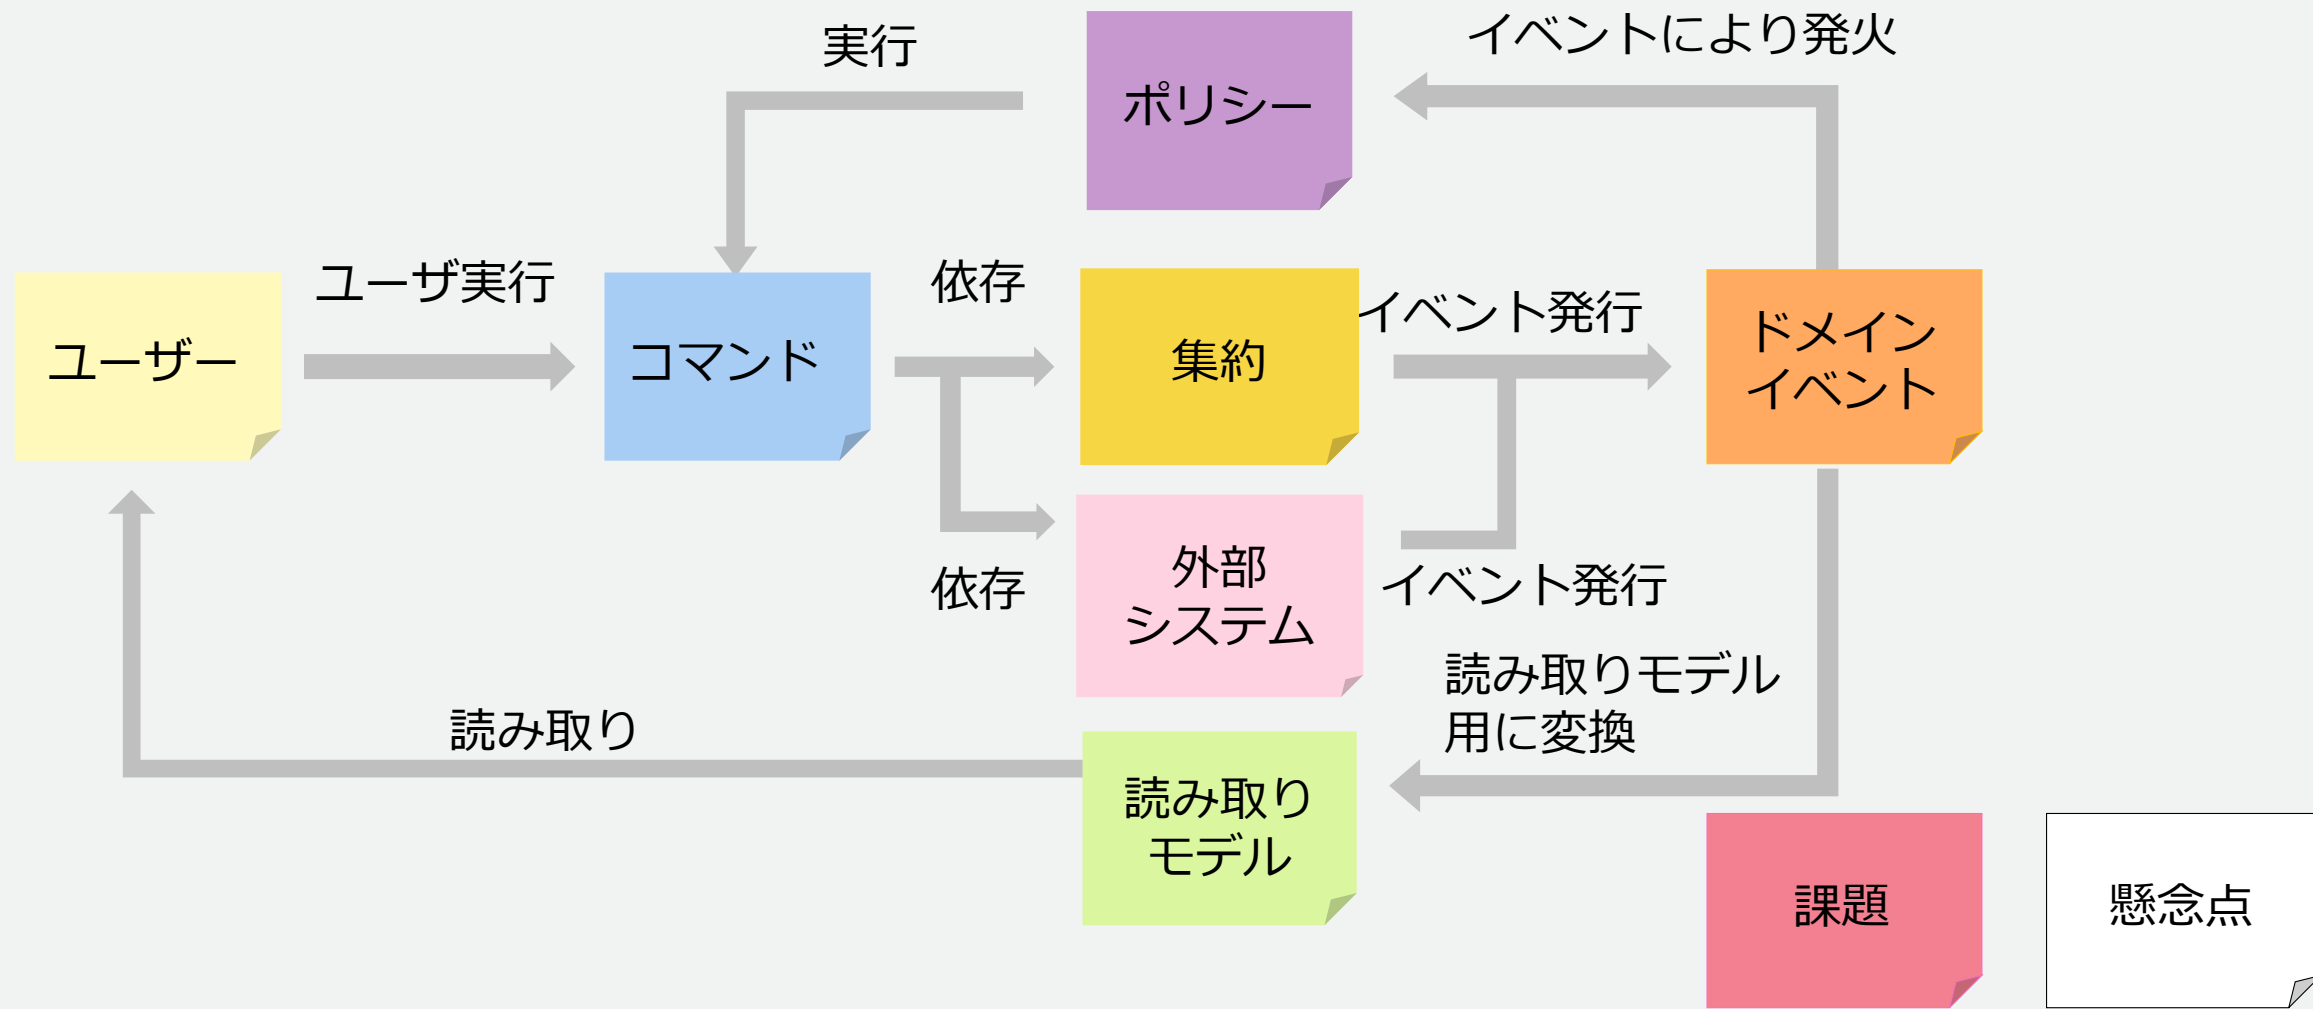 実行
ポリシー
イベントにより発火
ユーザー
ユーザ実行
コマンド
依存
集約
イベント発行
ドメイン
イベント
依存
外部
システム
イベント発行
読み取り
読み取りモデル
用に変換
読み取り
モデル
課題
懸念点